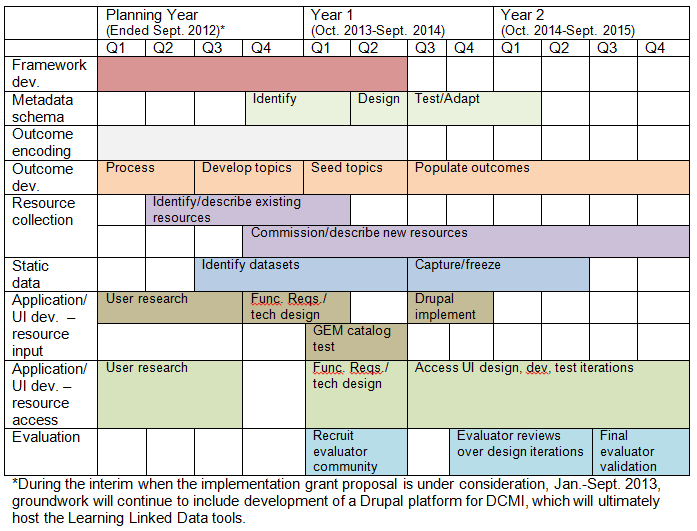 Planning Year
(Ended Sept. 2012)*
Year 1
(Oct. 2013-Sept. 2014)
Year 2
(Oct. 2014-Sept. 2015)
Q1 Q2 Q3 Q4 Q1 Q2 Q3 Q4 Q1 Q2 Q3 Q4
Framework
dev.
Metadata
schema
Identify
Design
Test/Adapt
Outcome
encoding
Outcome
dev.
Process
Develop topics
Seed topics
Populate outcomes
Resource
collection
Identify/describe existing
resources
Commission/describe new resources
Static
data
Identify datasets
Capture/freeze
Application/
UI dev. –
resource
input
User research
Func. Reqs./
tech design
Drupal
implement
GEM catalog
test
Application/
UI dev. –
resource
access
User research
Func. Reqs./
tech design
Access UI design, dev, test iterations
Evaluation
Recruit
evaluator
community
Evaluator reviews
over design iterations
Final
evaluator
validation
*During the interim when the implementation grant proposal is under consideration, Jan.-Sept. 2013,
groundwork will continue to include development of a Drupal platform for DCMI, which will ultimately
host the Learning Linked Data tools.